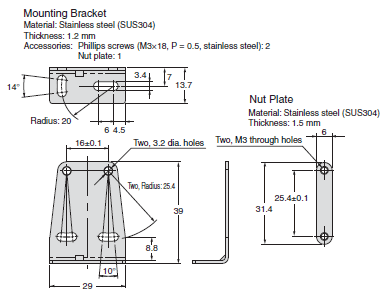 Mounting Bracket
Material: Stainless steel (SUS304)
Thickness: 1.2 mm
Accessories: Phillips screws (M3×18, P = 0.5, stainless steel): 2
Nut plate: 1
14°
3.4
7
13.7
Radius: 20
6 4.5
Nut Plate
Material: Stainless steel (SUS304)
Thickness: 1.5 mm
16±0.1
Two, 3.2 dia. holes
Two, M3 through holes
6
Two, Radius: 25.4
39
8.8
10°
29
31.4
25.4±0.1